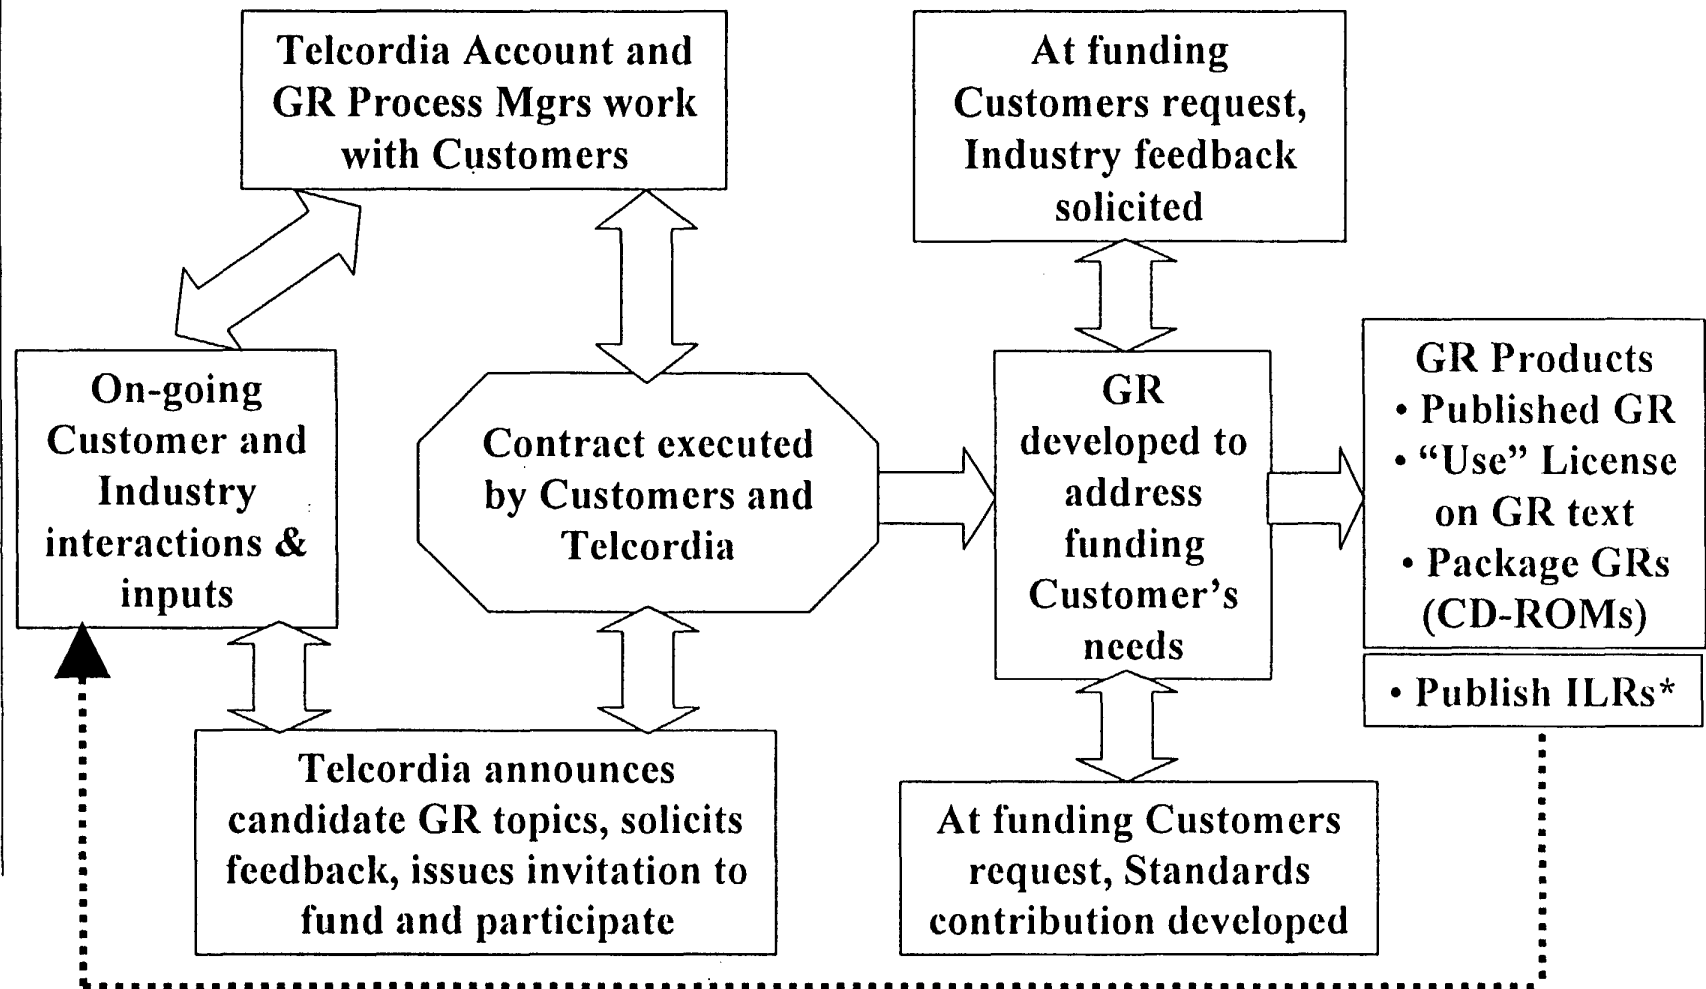 Telcordia Account and
GR Process Mgrs work
with Customers
At funding
Customers request,
Industry feedback
solicited
On-going
Customer and
Industry
interactions &
inputs
Contract executed
by Customers and
Telcordia
GR
developed to
address
funding
Customer's
needs
GR Products
• Published GR
• “Use” License
on GR text
• Package GRs
(CD-ROMs)
• Publish ILRs*
Telcordia announces
candidate GR topics, solicits
feedback, issues invitation to
fund and participate
At funding Customers
request, Standards
contribution developed